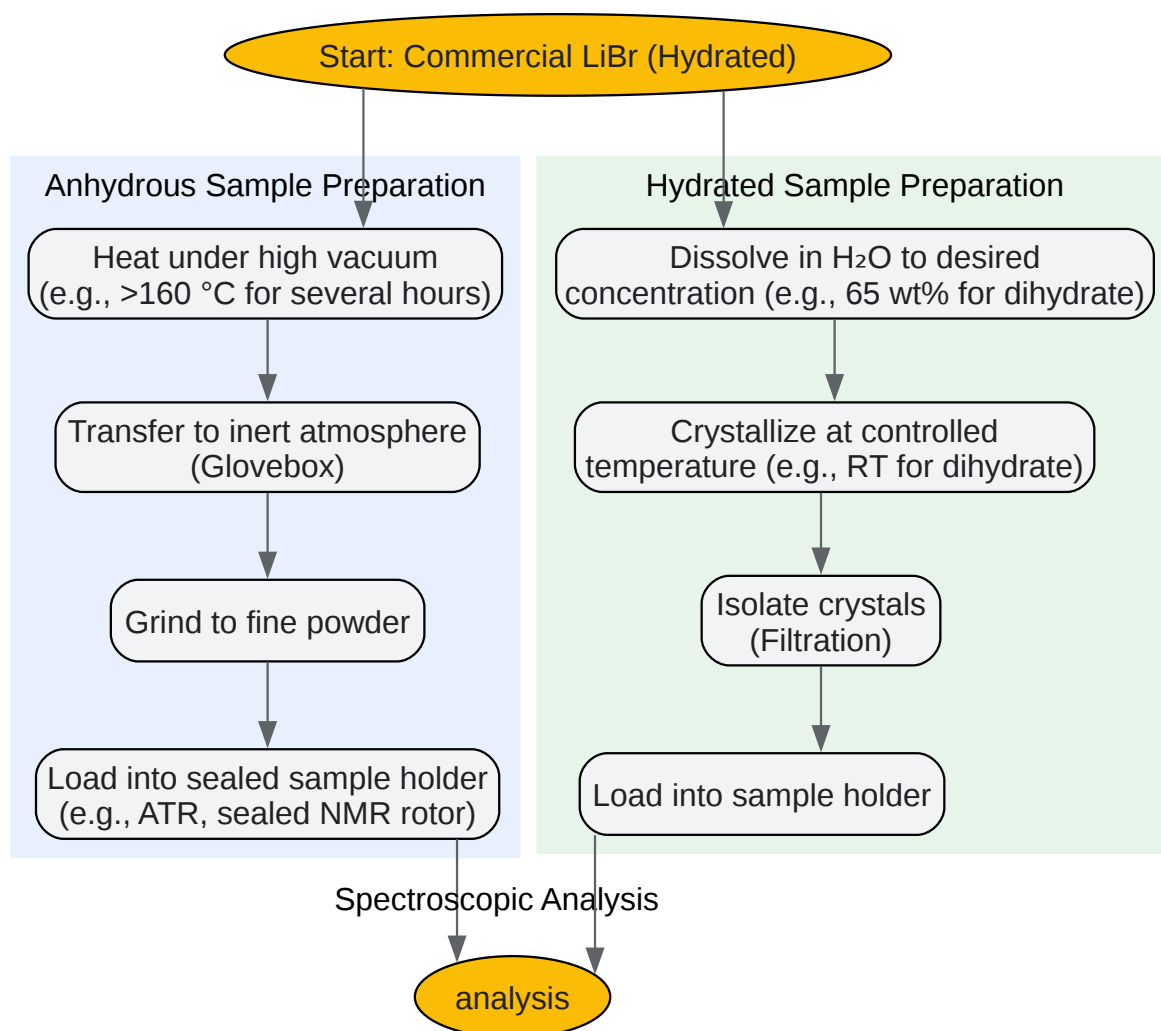 Start: Commercial LiBr (Hydrated)
Anhydrous Sample Preparation
Heat under high vacuum
(e.g., >160 °C for several hours)
Transfer to inert atmosphere
(Glovebox)
Grind to fine powder
Load into sealed sample holder
(e.g., ATR, sealed NMR rotor)
Hydrated Sample Preparation
Dissolve in H₂O to desired
concentration (e.g., 65 wt% for dihydrate)
Crystallize at controlled
temperature (e.g., RT for dihydrate)
Isolate crystals
(Filtration)
Load into sample holder
Spectroscopic Analysis
analysis